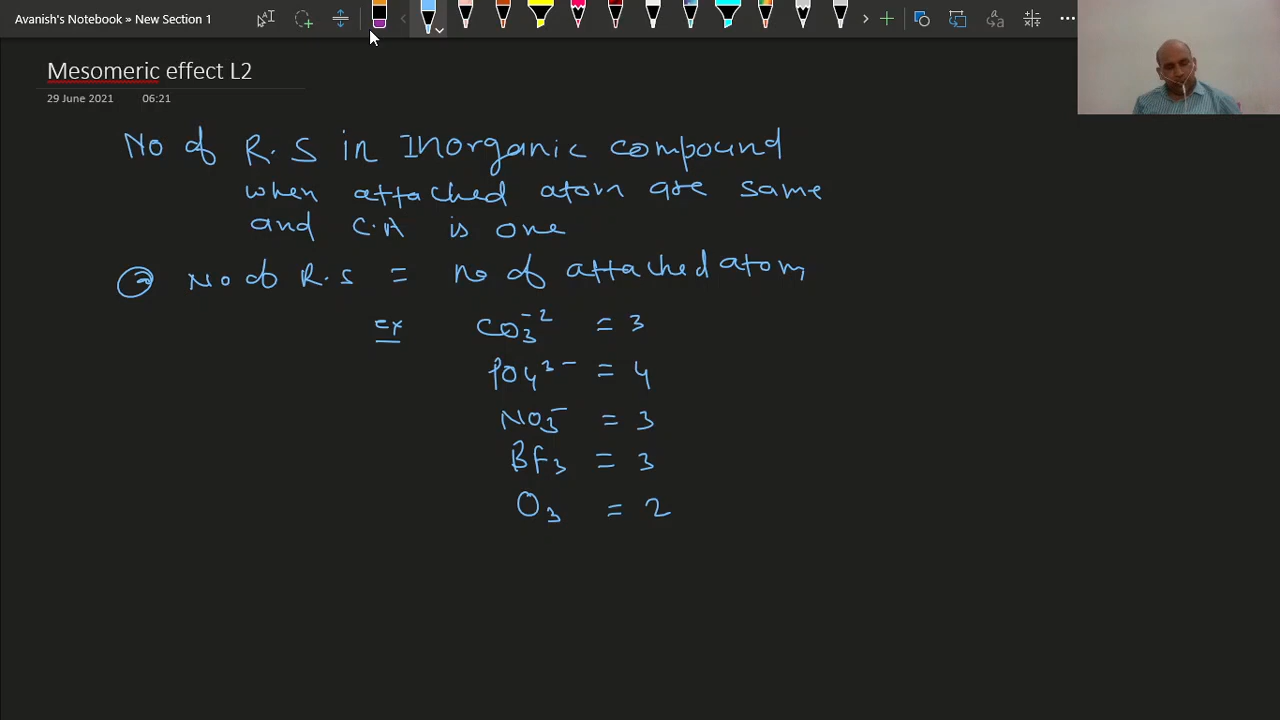 Avanish's Notebook » New Section 1
Mesomeric effect L2
29 June 2021 06:21
No of R.S in Inorganic compound
when attached atom are same
and C.A is one
No of R.S = no of attached atom
ex CO₃⁻² = 3
PO₄³⁻ = 4
NO₃⁻ = 3
BF₃ = 3
O₃ = 2